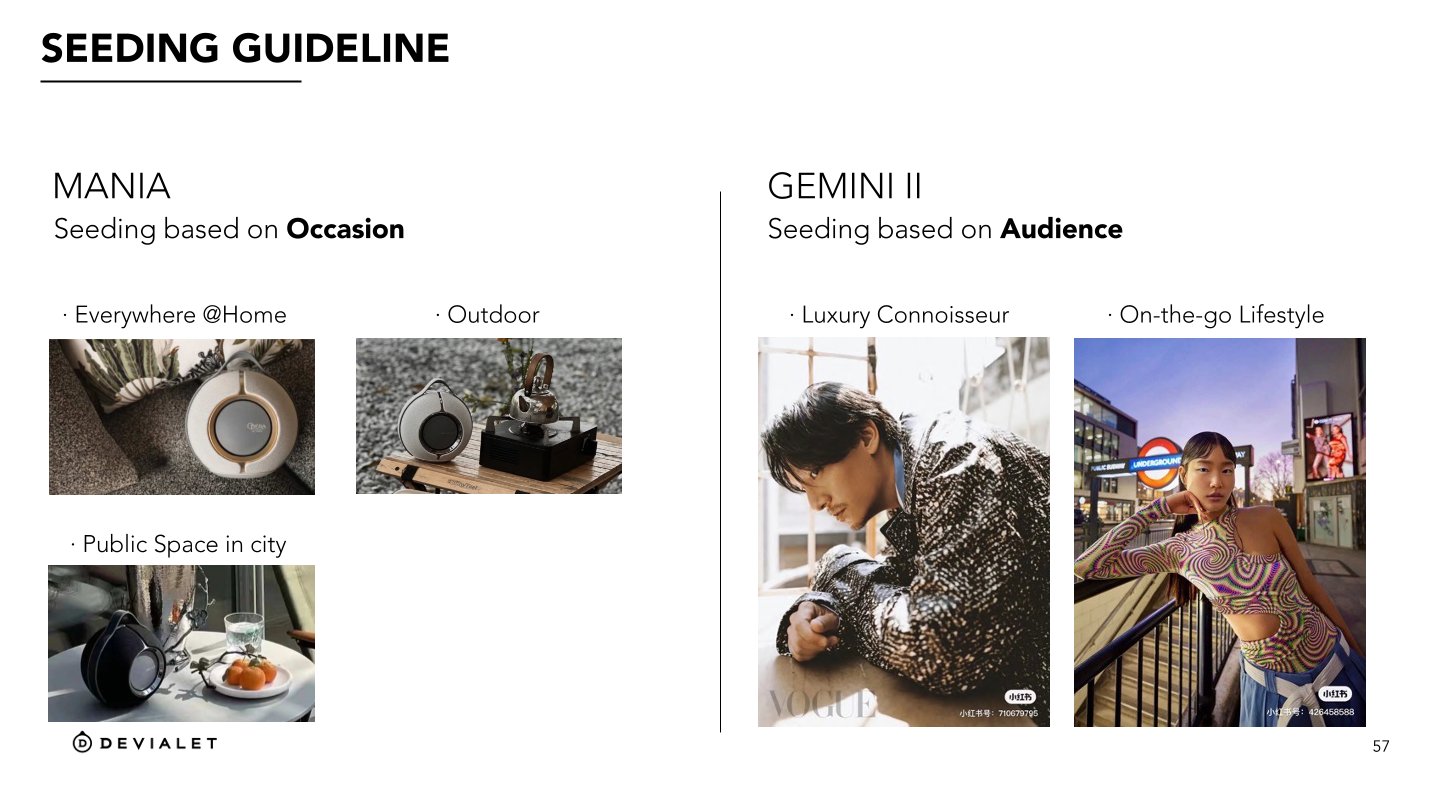 SEEDING GUIDELINE
MANIA
Seeding based on Occasion
· Everywhere @Home
· Outdoor
· Public Space in city
DEVIALET
GEMINI II
Seeding based on Audience
· Luxury Connoisseur
· On-the-go Lifestyle
VOGUE
小红书
小红书号：710679795
PUBLIC SUBWAY
UNDERGROUND
小红书
小红书号：426458588
57